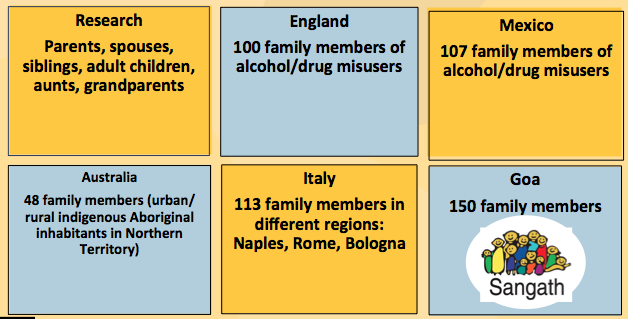 Research
Parents, spouses,
siblings, adult children,
aunts, grandparents
England
100 family members of
alcohol/drug misusers
Mexico
107 family members of
alcohol/drug misusers
Australia
48 family members (urban/
rural indigenous Aboriginal
inhabitants in Northern
Territory)
Italy
113 family members in
different regions:
Naples, Rome, Bologna
Goa
150 family members
Sangath